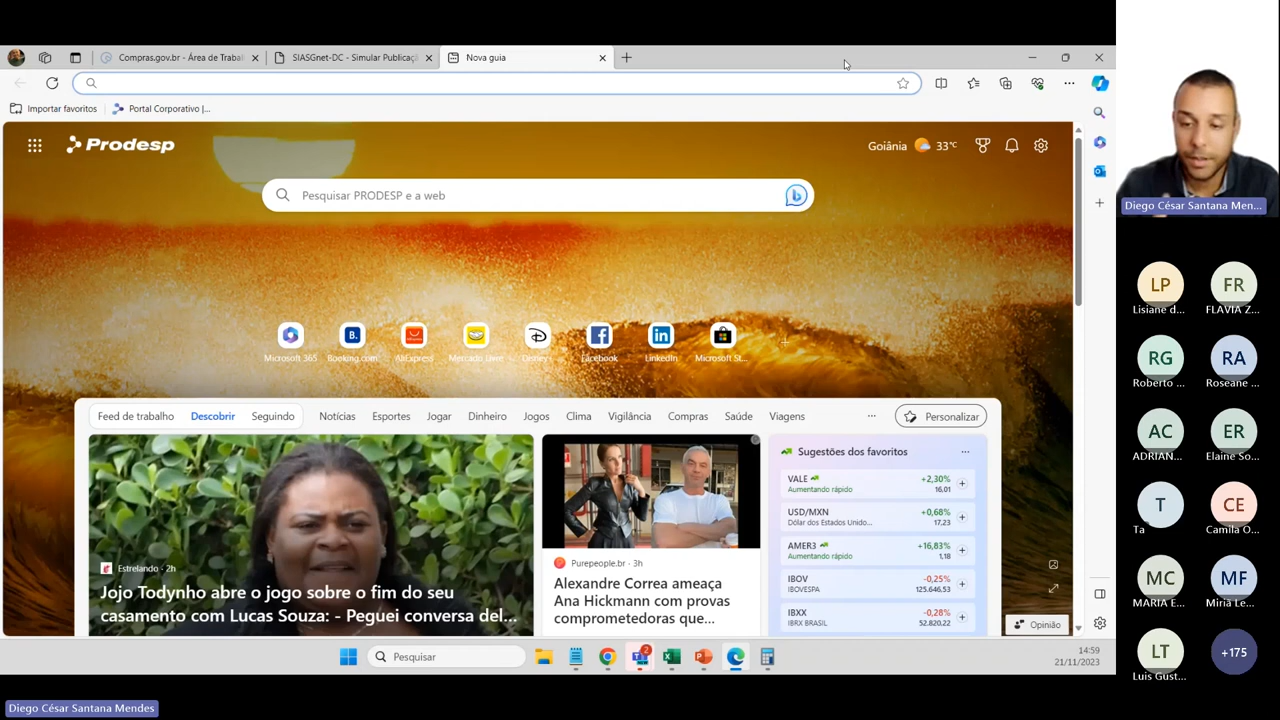 Compras.gov.br - Área de Trabal
SIASGnet-DC - Simular Publicaçã
Nova guia
Importar favoritos
Portal Corporativo |...
Prodesp
Goiânia
33°C
Pesquisar PRODESP e a web
Microsoft 365
Booking.com
AliExpress
Mercado Livre
Disney+
Facebook
LinkedIn
Microsoft St...
Feed de trabalho
Descobrir
Seguindo
Notícias
Esportes
Jogar
Dinheiro
Jogos
Clima
Vigilância
Compras
Saúde
Viagens
...
Personalizar
Estrelando · 2h
Jojo Todynho abre o jogo sobre o fim do seu
casamento com Lucas Souza: - Peguei conversa del...
Purepeople.br · 3h
Alexandre Correa ameaça
Ana Hickmann com provas
comprometedoras que...
Sugestões dos favoritos
VALE
+2,30%
Aumentando rápido
16,01
USD/MXN
+0,68%
Dólar dos Estados Unido...
17,23
AMER3
+16,83%
Aumentando rápido
1,18
IBOV
-0,25%
IBOVESPA
125.646,53
IBXX
-0,28%
IBRX BRASIL
52.820,22
Opinião
Pesquisar
2
14:59
21/11/2023
Diego César Santana Mendes
Diego César Santana Men...
LP
Lisiane d...
FR
FLAVIA Z...
RG
Roberto ...
RA
Roseane ...
AC
ADRIAN...
ER
Elaine So...
T
Ta
CE
Camila O...
MC
MARIA E...
MF
Miriã Le...
LT
Luis Gust...
+175